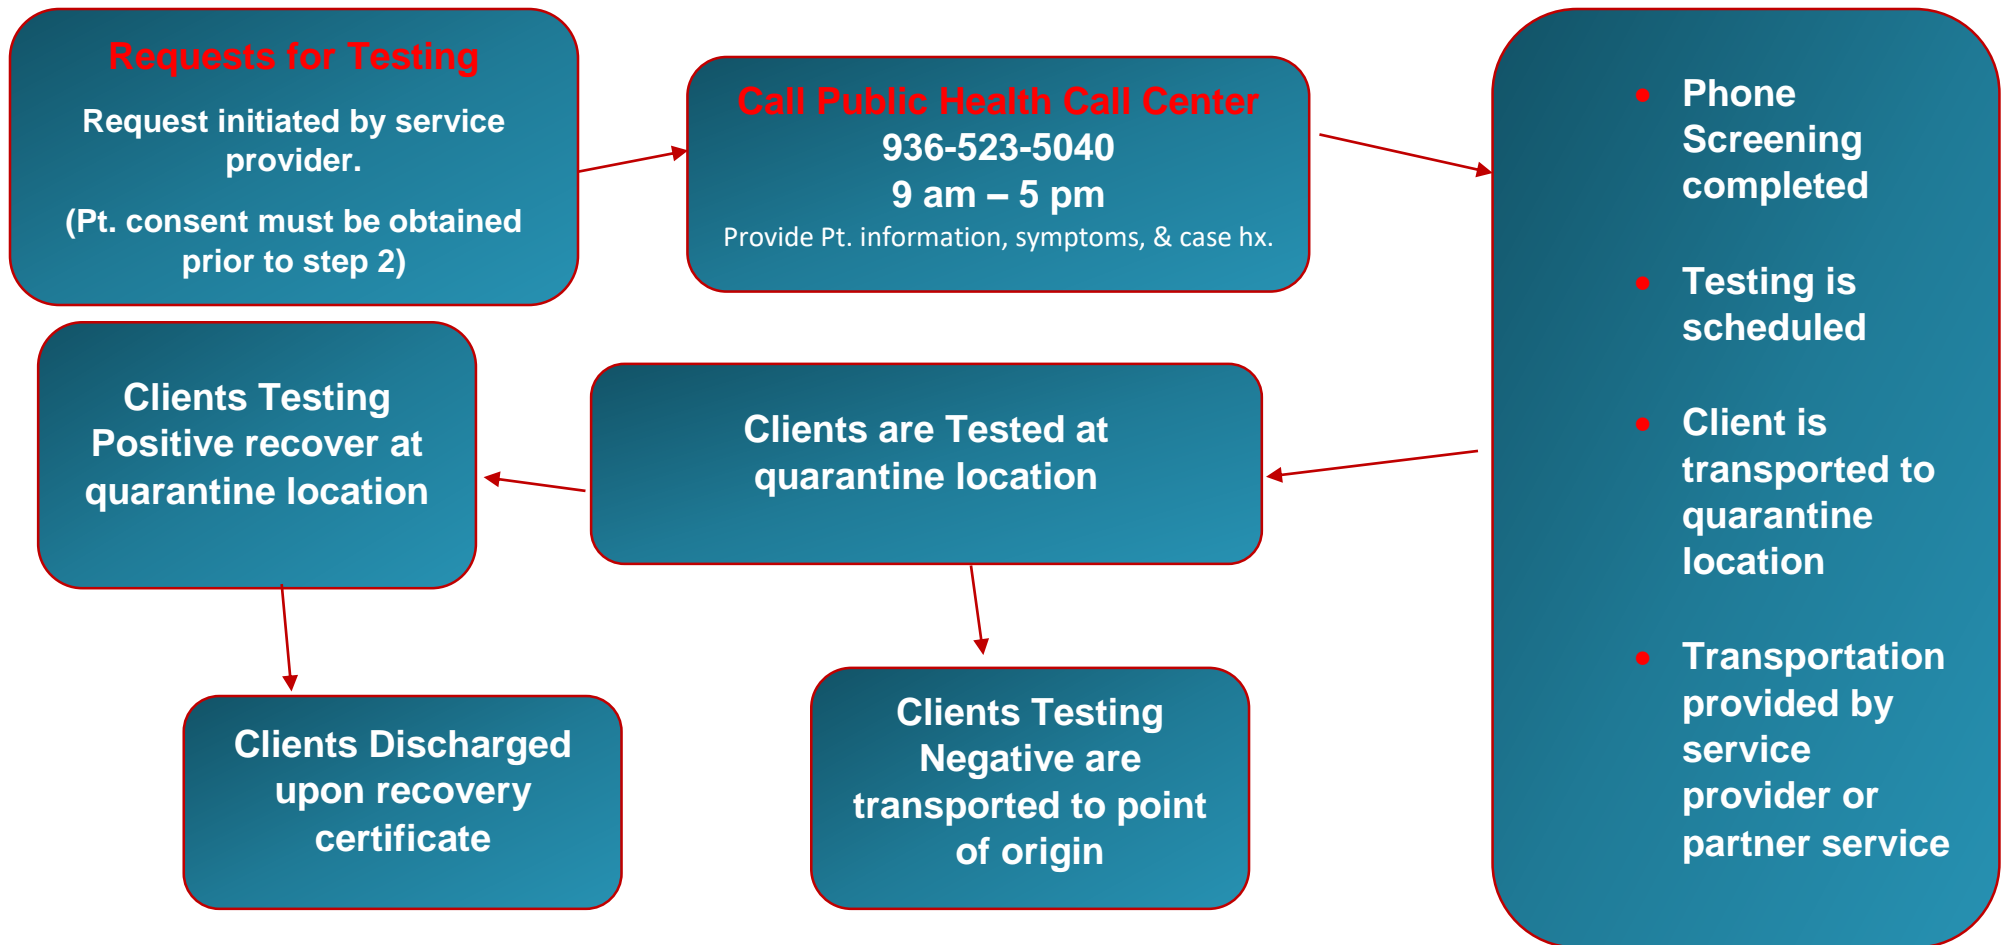 Requests for Testing
Request initiated by service
provider.
(Pt. consent must be obtained
prior to step 2)
Call Public Health Call Center
936-523-5040
9 am – 5 pm
Provide Pt. information, symptoms, & case hx.
• Phone
Screening
completed
• Testing is
scheduled
• Client is
transported to
quarantine
location
• Transportation
provided by
service
provider or
partner service
Clients are Tested at
quarantine location
Clients Testing
Positive recover at
quarantine location
Clients Discharged
upon recovery
certificate
Clients Testing
Negative are
transported to point
of origin